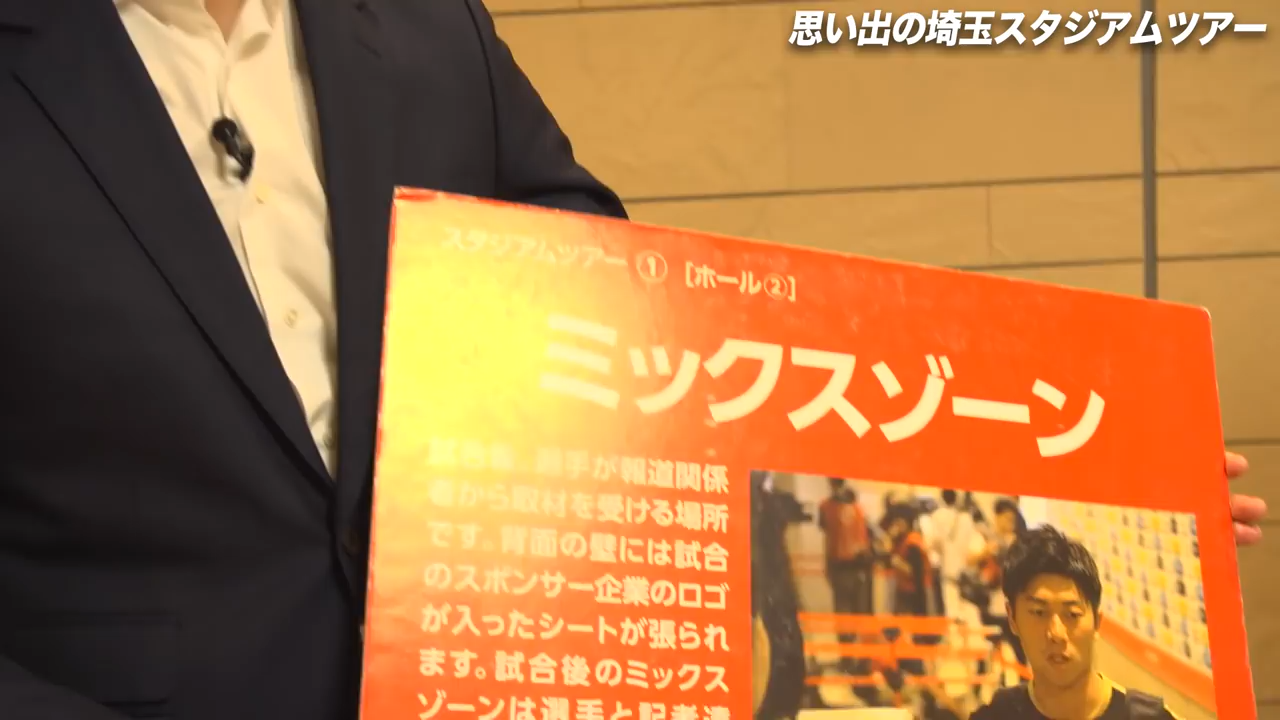 思い出の埼玉スタジアムツアー
スタジアムツアー① [ホール②]
ミックスゾーン
試合後、選手が報道関係
者から取材を受ける場所
です。背面の壁には試合
のスポンサー企業のロゴ
が入ったシートが張られ
ます。試合後のミックス
ゾーンは選手と記者達